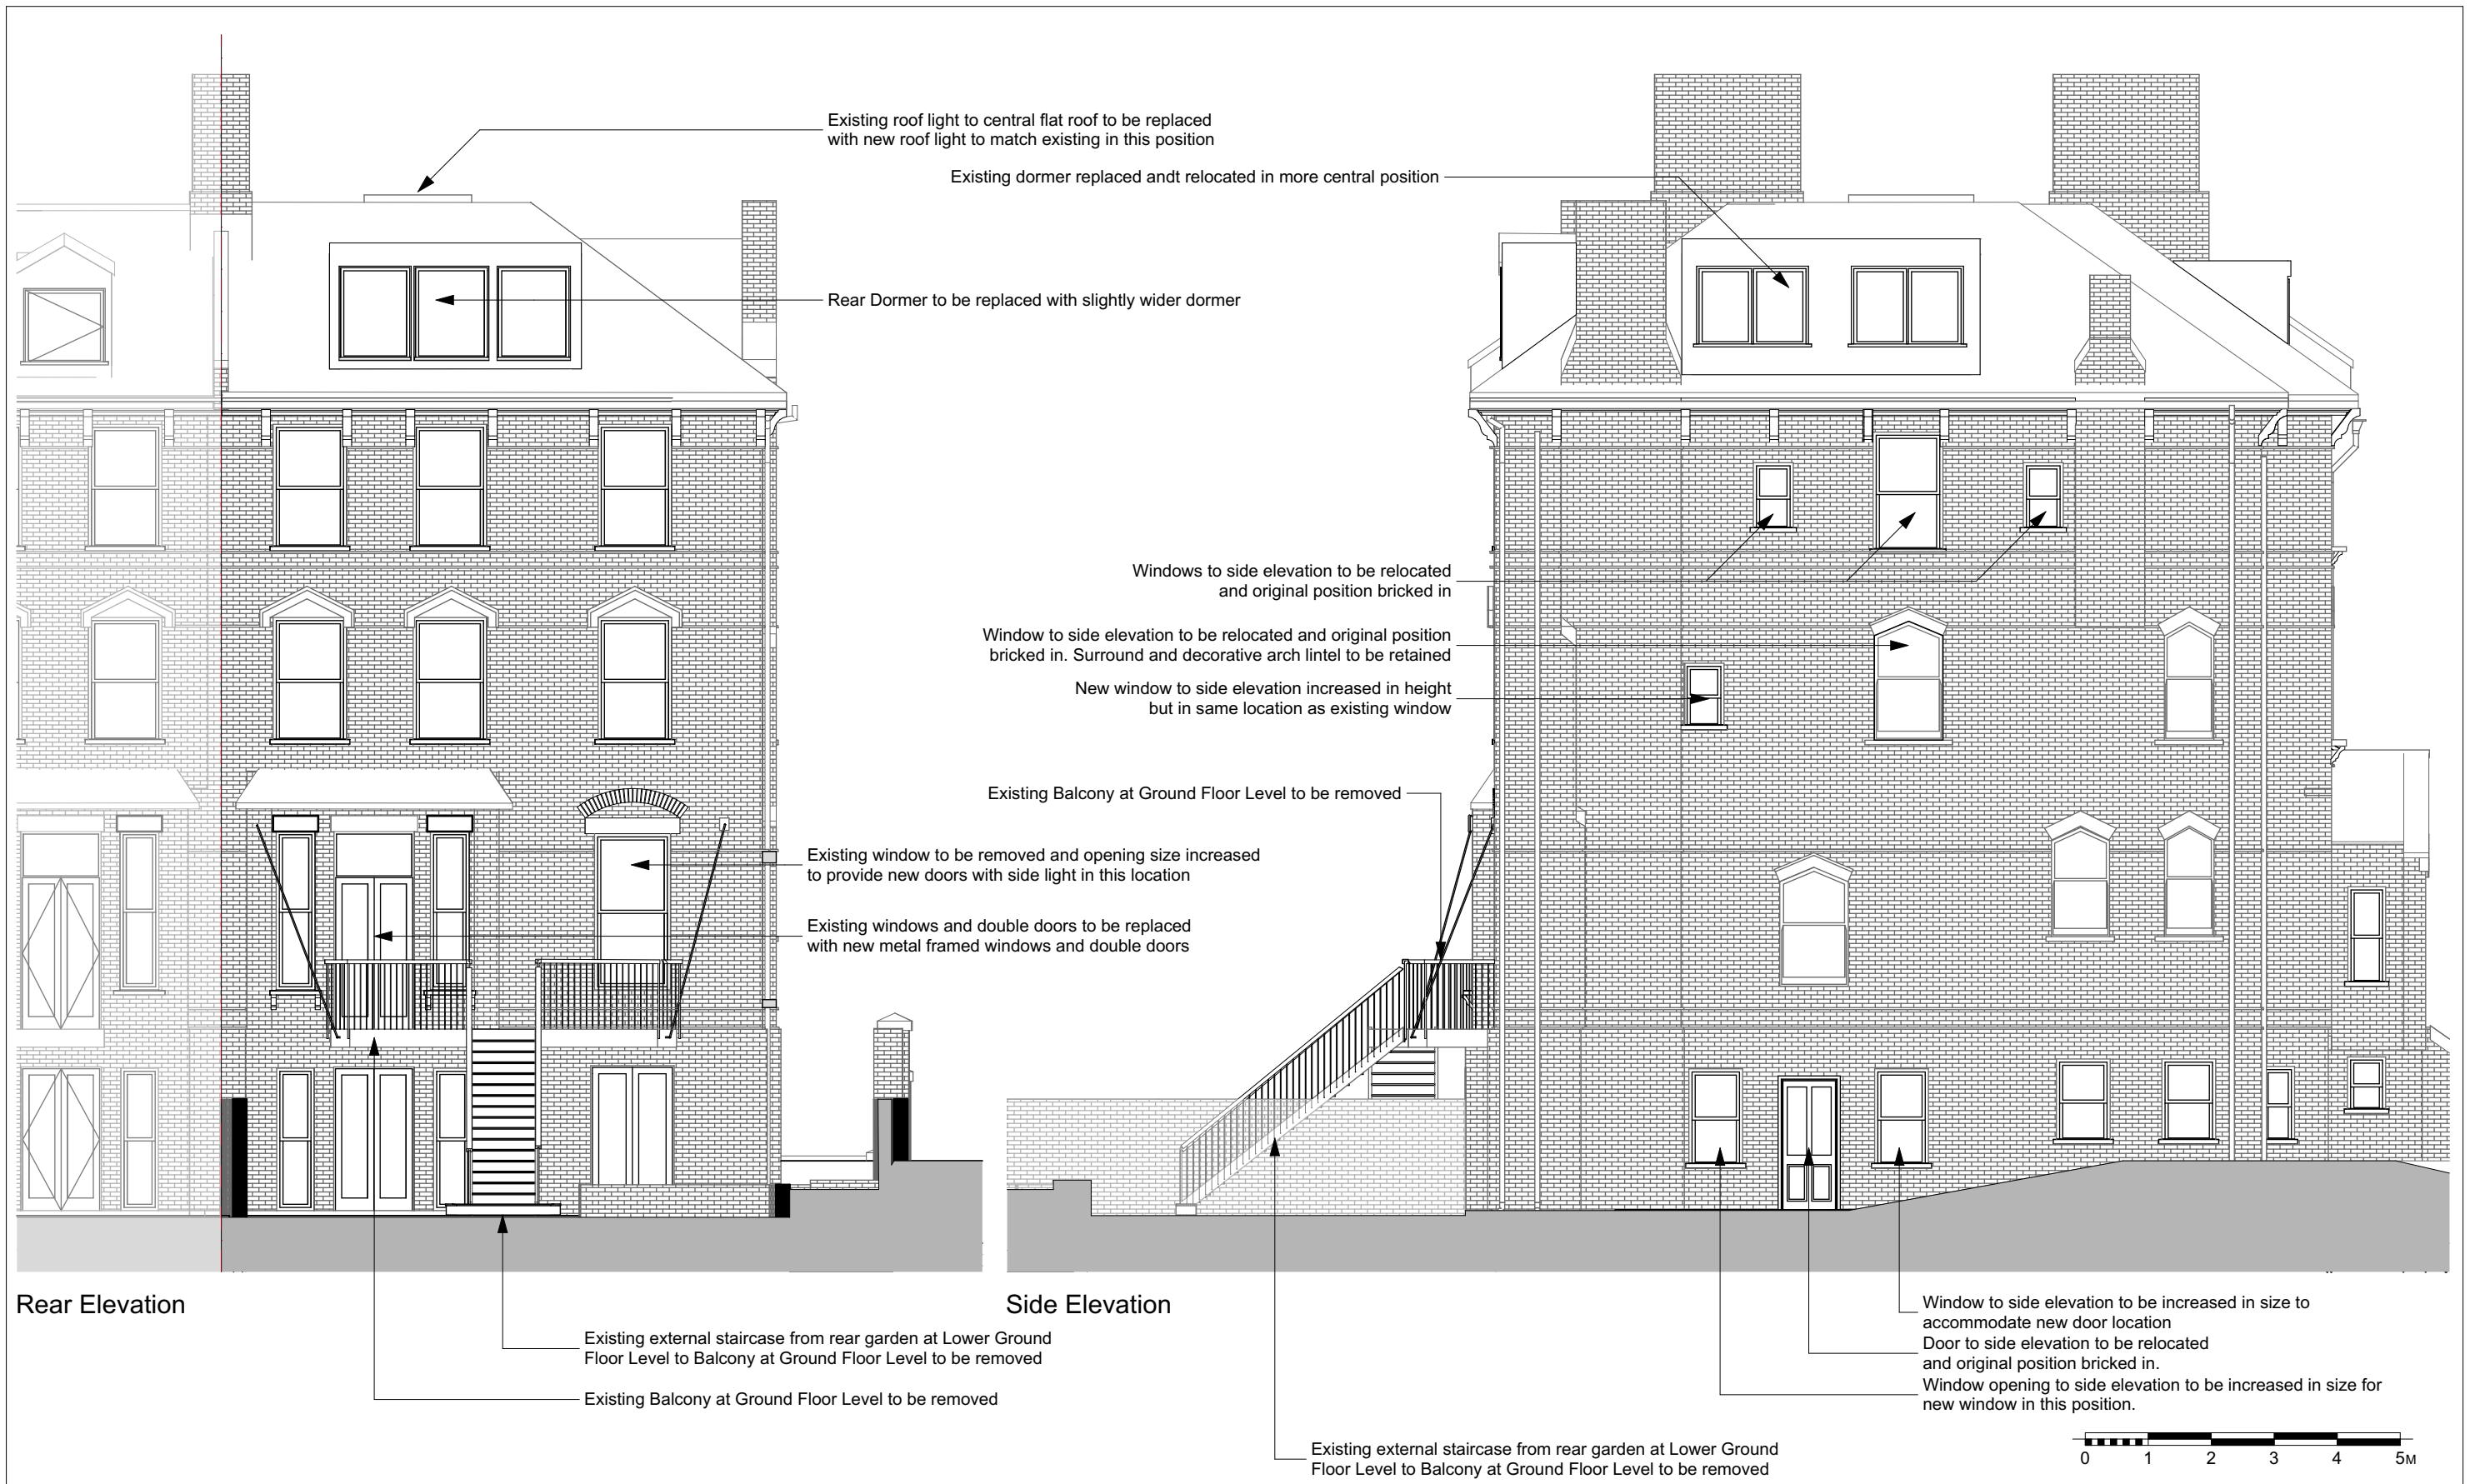 Existing roof light to central flat roof to be replaced
with new roof light to match existing in this position
Existing dormer replaced andt relocated in more central position
Rear Dormer to be replaced with slightly wider dormer
Windows to side elevation to be relocated
and original position bricked in
Window to side elevation to be relocated and original position
bricked in. Surround and decorative arch lintel to be retained
New window to side elevation increased in height
but in same location as existing window
Existing Balcony at Ground Floor Level to be removed
Existing window to be removed and opening size increased
to provide new doors with side light in this location
Existing windows and double doors to be replaced
with new metal framed windows and double doors
Rear Elevation
Side Elevation
Existing external staircase from rear garden at Lower Ground
Floor Level to Balcony at Ground Floor Level to be removed
Existing Balcony at Ground Floor Level to be removed
Window to side elevation to be increased in size to
accommodate new door location
Door to side elevation to be relocated
and original position bricked in.
Window opening to side elevation to be increased in size for
new window in this position.
Existing external staircase from rear garden at Lower Ground
Floor Level to Balcony at Ground Floor Level to be removed
0 1 2 3 4 5M